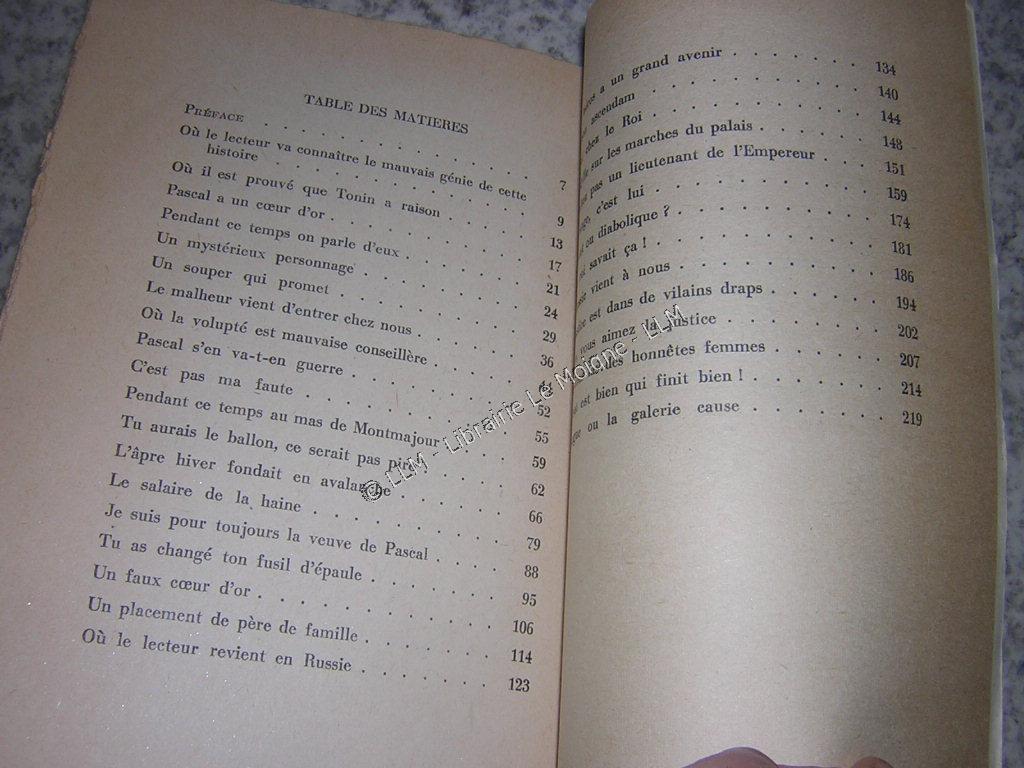 TABLE DES MATIERES
PRÉFACE . . . . . . . . . . . 7
Où le lecteur va connaître le mauvais génie de cette
histoire . . . . . . . . . . . 9
Où il est prouvé que Tonin a raison . . . . . 13
Pascal a un cœur d'or . . . . . . . . . 17
Pendant ce temps on parle d'eux . . . . . . 21
Un mystérieux personnage . . . . . . . 24
Un souper qui promet . . . . . . . . 29
Le malheur vient d'entrer chez nous . . . . . 36
Où la volupté est mauvaise conseillère . . . .
Pascal s'en va-t-en guerre . . . . . . . 52
C'est pas ma faute . . . . . . . . . 55
Pendant ce temps au mas de Montmajour . . . . 59
Tu aurais le ballon, ce serait pas pire . . . . 62
L'âpre hiver fondait en avalanche . . . . . 66
Le salaire de la haine . . . . . . . . 79
Je suis pour toujours la veuve de Pascal . . . . 88
Tu as changé ton fusil d'épaule . . . . . . 95
Un faux cœur d'or . . . . . . . . . 106
Un placement de père de famille . . . . . . 114
Où le lecteur revient en Russie . . . . . . 123
a un grand avenir . . . . . . . 134
ascendam . . . . . . . . . 140
chez le Roi . . . . . . . . . 144
sur les marches du palais . . . . . . 148
pas un lieutenant de l'Empereur . . . . 151
c'est lui . . . . . . . . . 159
ou diabolique ? . . . . . . . . 174
savait ça ! . . . . . . . . . 181
vient à nous . . . . . . . . 186
est dans de vilains draps . . . . . . 194
vous aimez la justice . . . . . . . 202
des honnêtes femmes . . . . . . 207
est bien qui finit bien ! . . . . . . 214
ou la galerie cause . . . . . . . 219
© LLM - Librairie Le Moigne - LLM